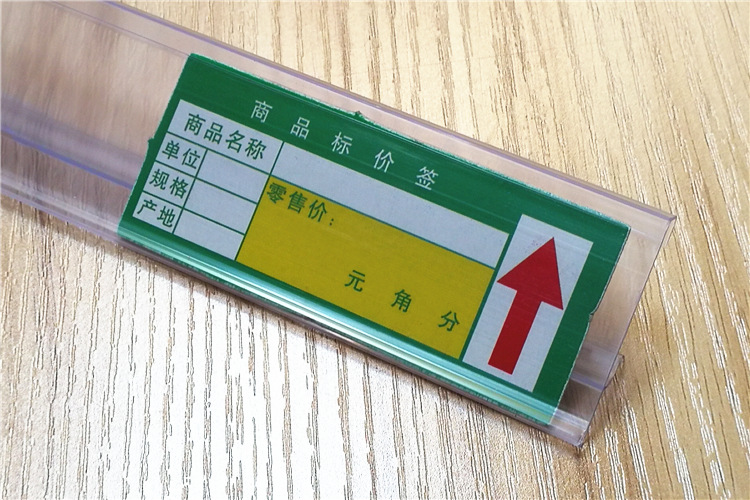 商品标价签
商品名称
单位
规格
产地
零售价：
元 角 分